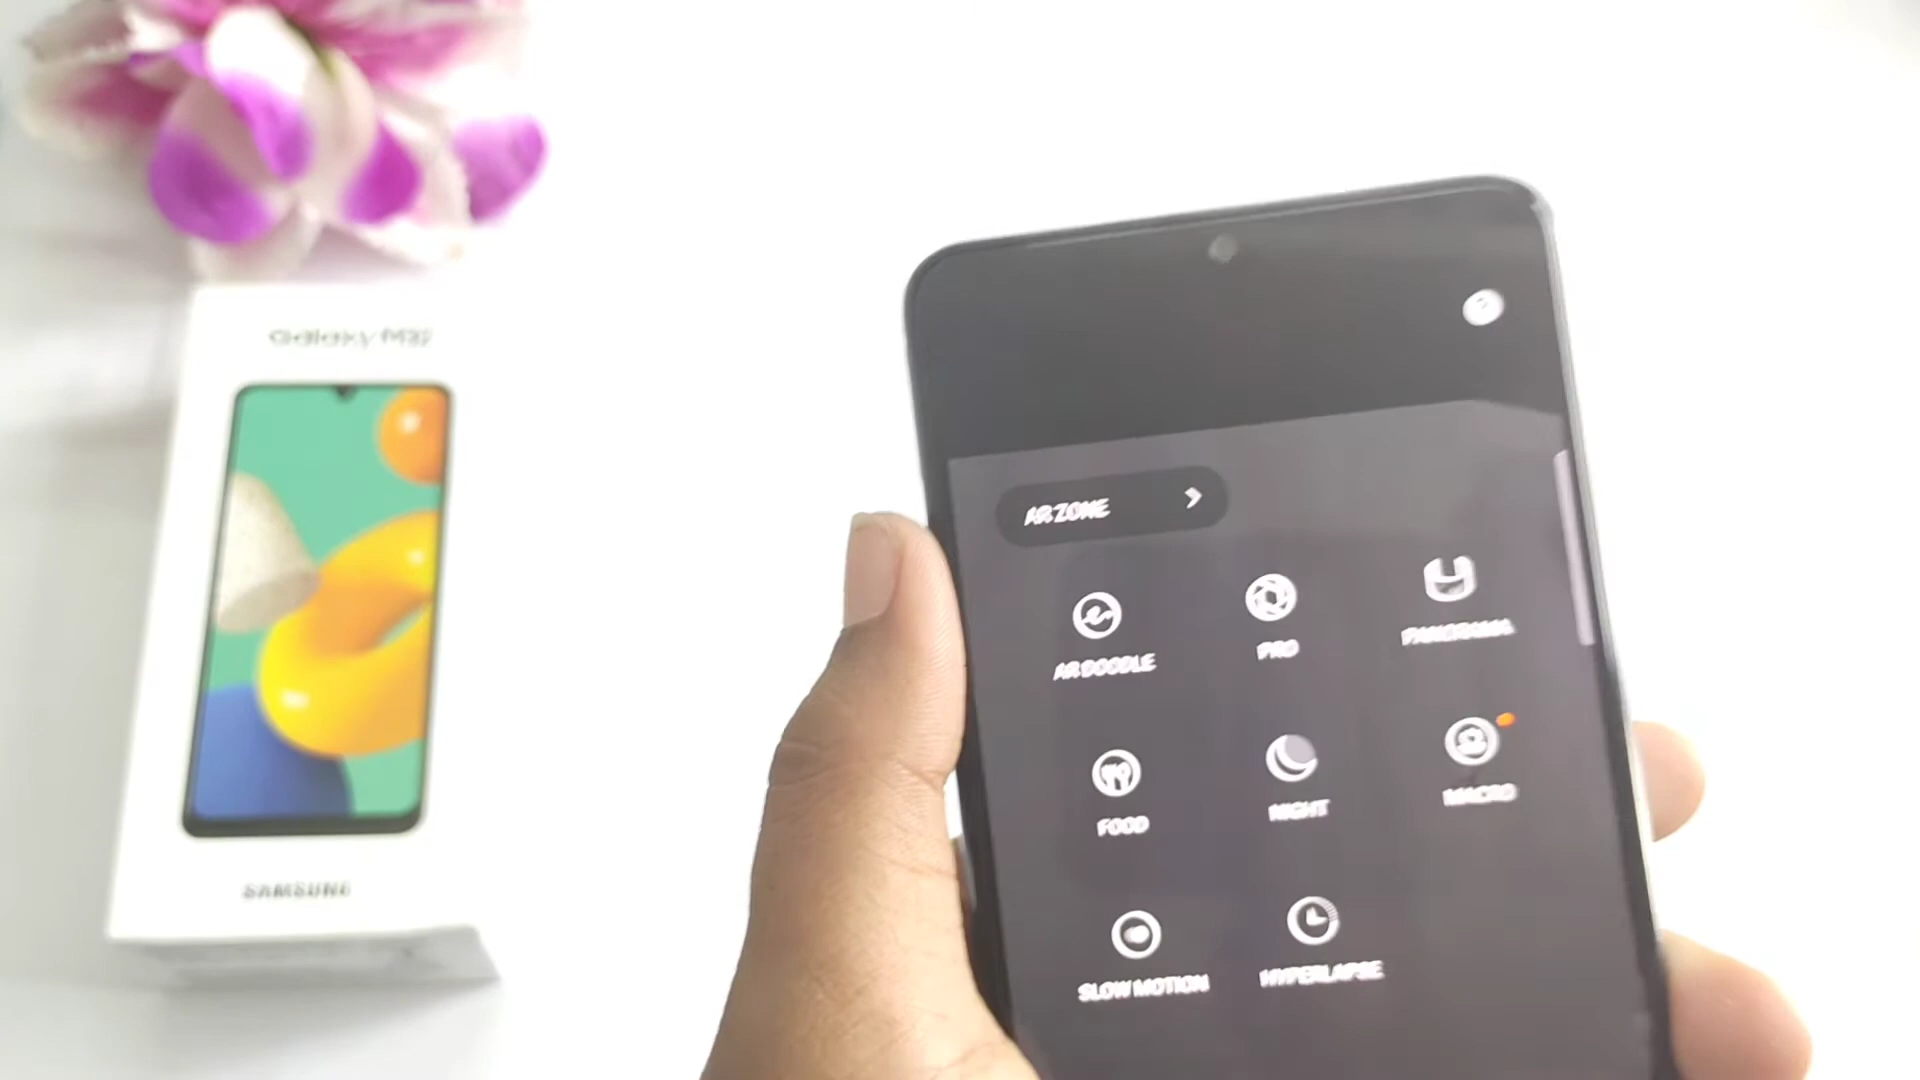 Galaxy M32
SAMSUNG
AR ZONE
AR DOODLE
PRO
PANORAMA
FOOD
NIGHT
MACRO
SLOW MOTION
HYPERLAPSE